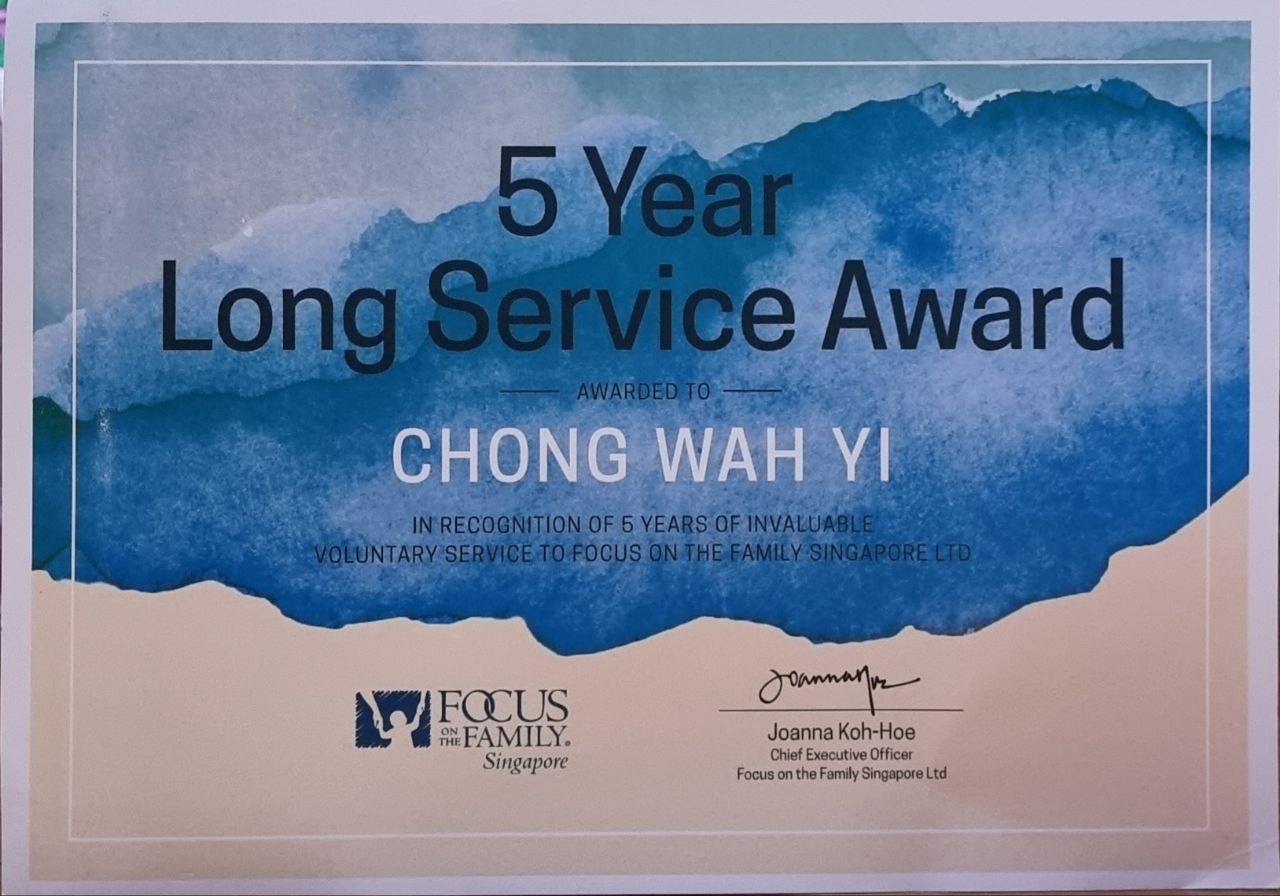 5 Year
Long Service Award
AWARDED TO
CHONG WAH YI
IN RECOGNITION OF 5 YEARS OF INVALUABLE
VOLUNTARY SERVICE TO FOCUS ON THE FAMILY SINGAPORE LTD
FOCUS
ON THE FAMILY®
Singapore
Joanna Koh-Hoe
Chief Executive Officer
Focus on the Family Singapore Ltd